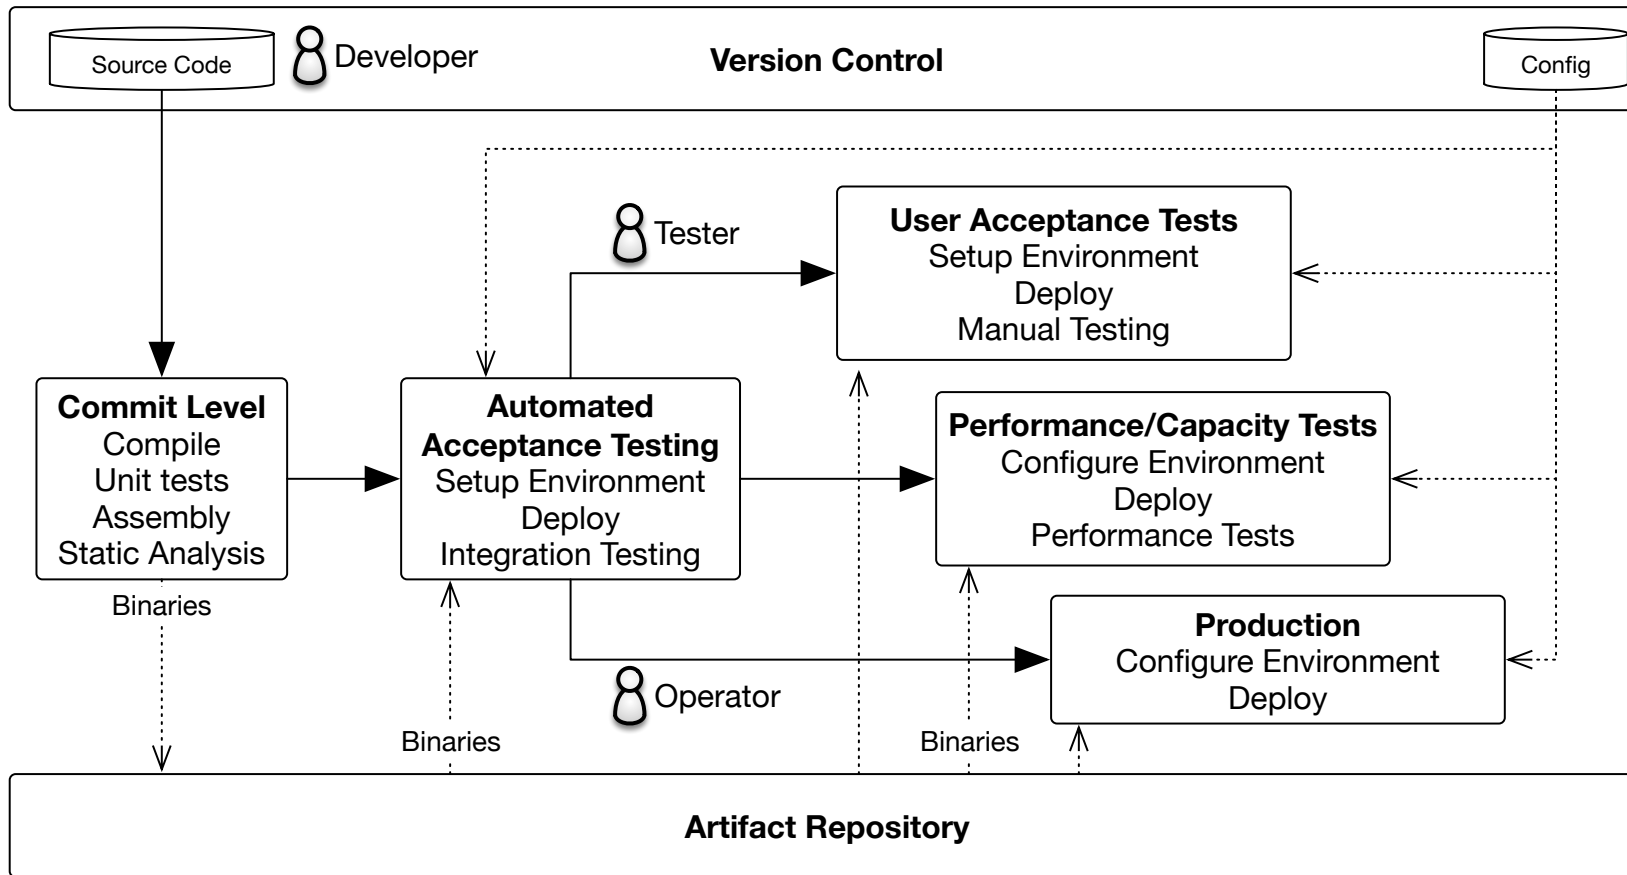 Source Code
Developer
Version Control
Config
Tester
User Acceptance Tests
Setup Environment
Deploy
Manual Testing
Commit Level
Compile
Unit tests
Assembly
Static Analysis
Automated
Acceptance Testing
Setup Environment
Deploy
Integration Testing
Performance/Capacity Tests
Configure Environment
Deploy
Performance Tests
Binaries
Production
Configure Environment
Deploy
Operator
Binaries
Binaries
Artifact Repository